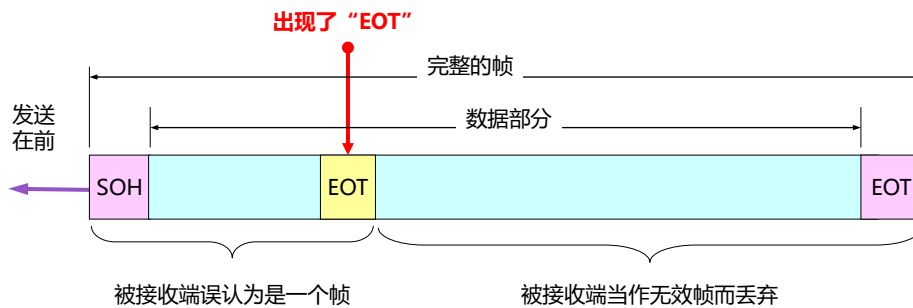 出现了“EOT”
完整的帧
发送
在前
数据部分
SOH
EOT
EOT
被接收端误认为是一个帧
被接收端当作无效帧而丢弃